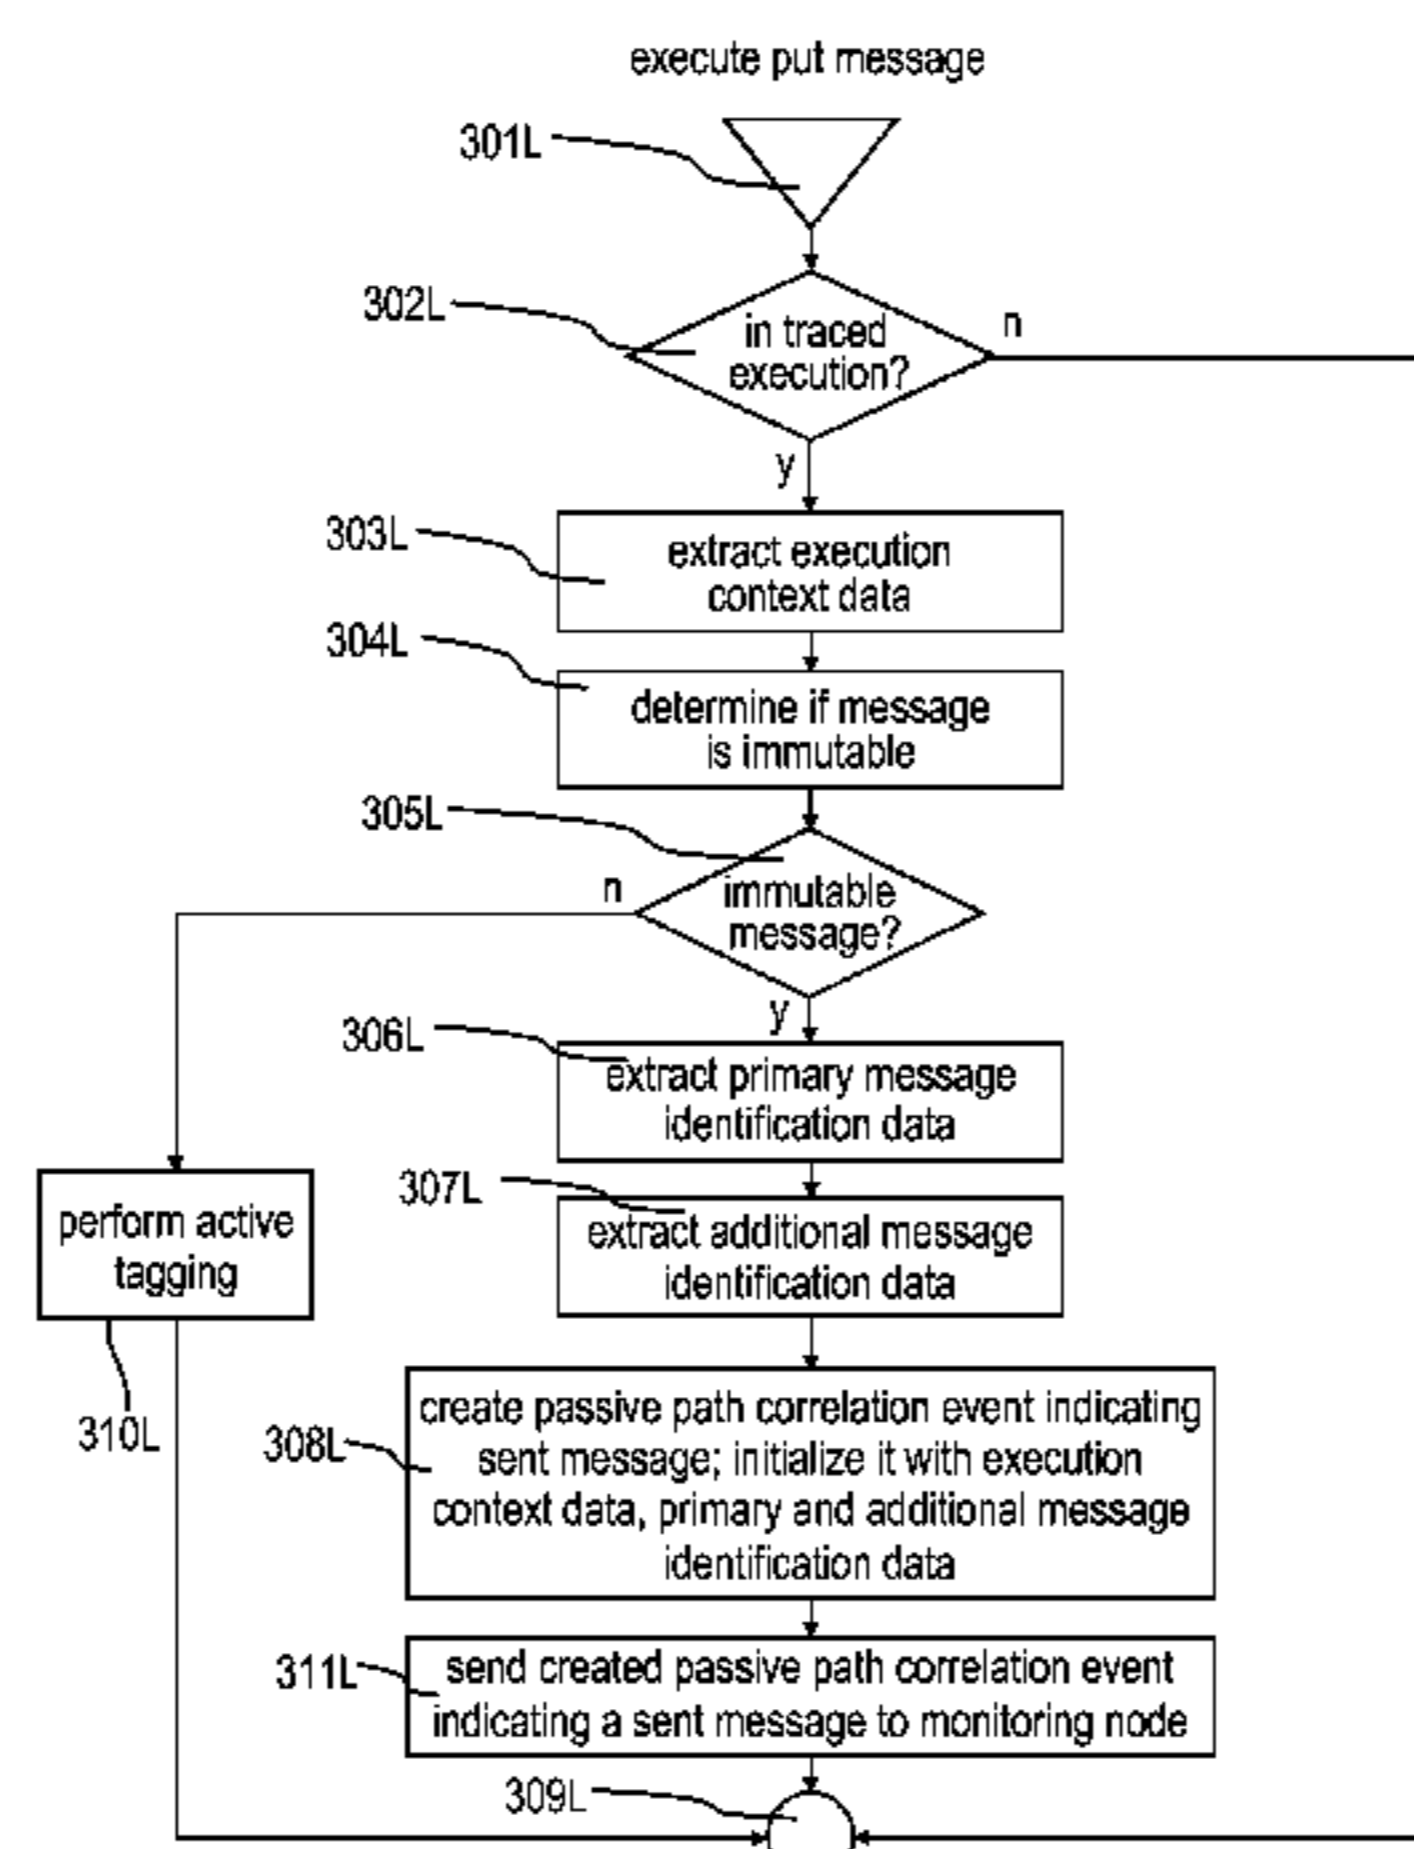 execute put message
301L
302L
in traced
execution?
n
y
303L
extract execution
context data
304L
determine if message
is immutable
305L
n
immutable
message?
y
306L
extract primary message
identification data
307L
extract additional message
identification data
perform active
tagging
310L
308L
create passive path correlation event indicating
sent message; initialize it with execution
context data, primary and additional message
identification data
311L
send created passive path correlation event
indicating a sent message to monitoring node
309L